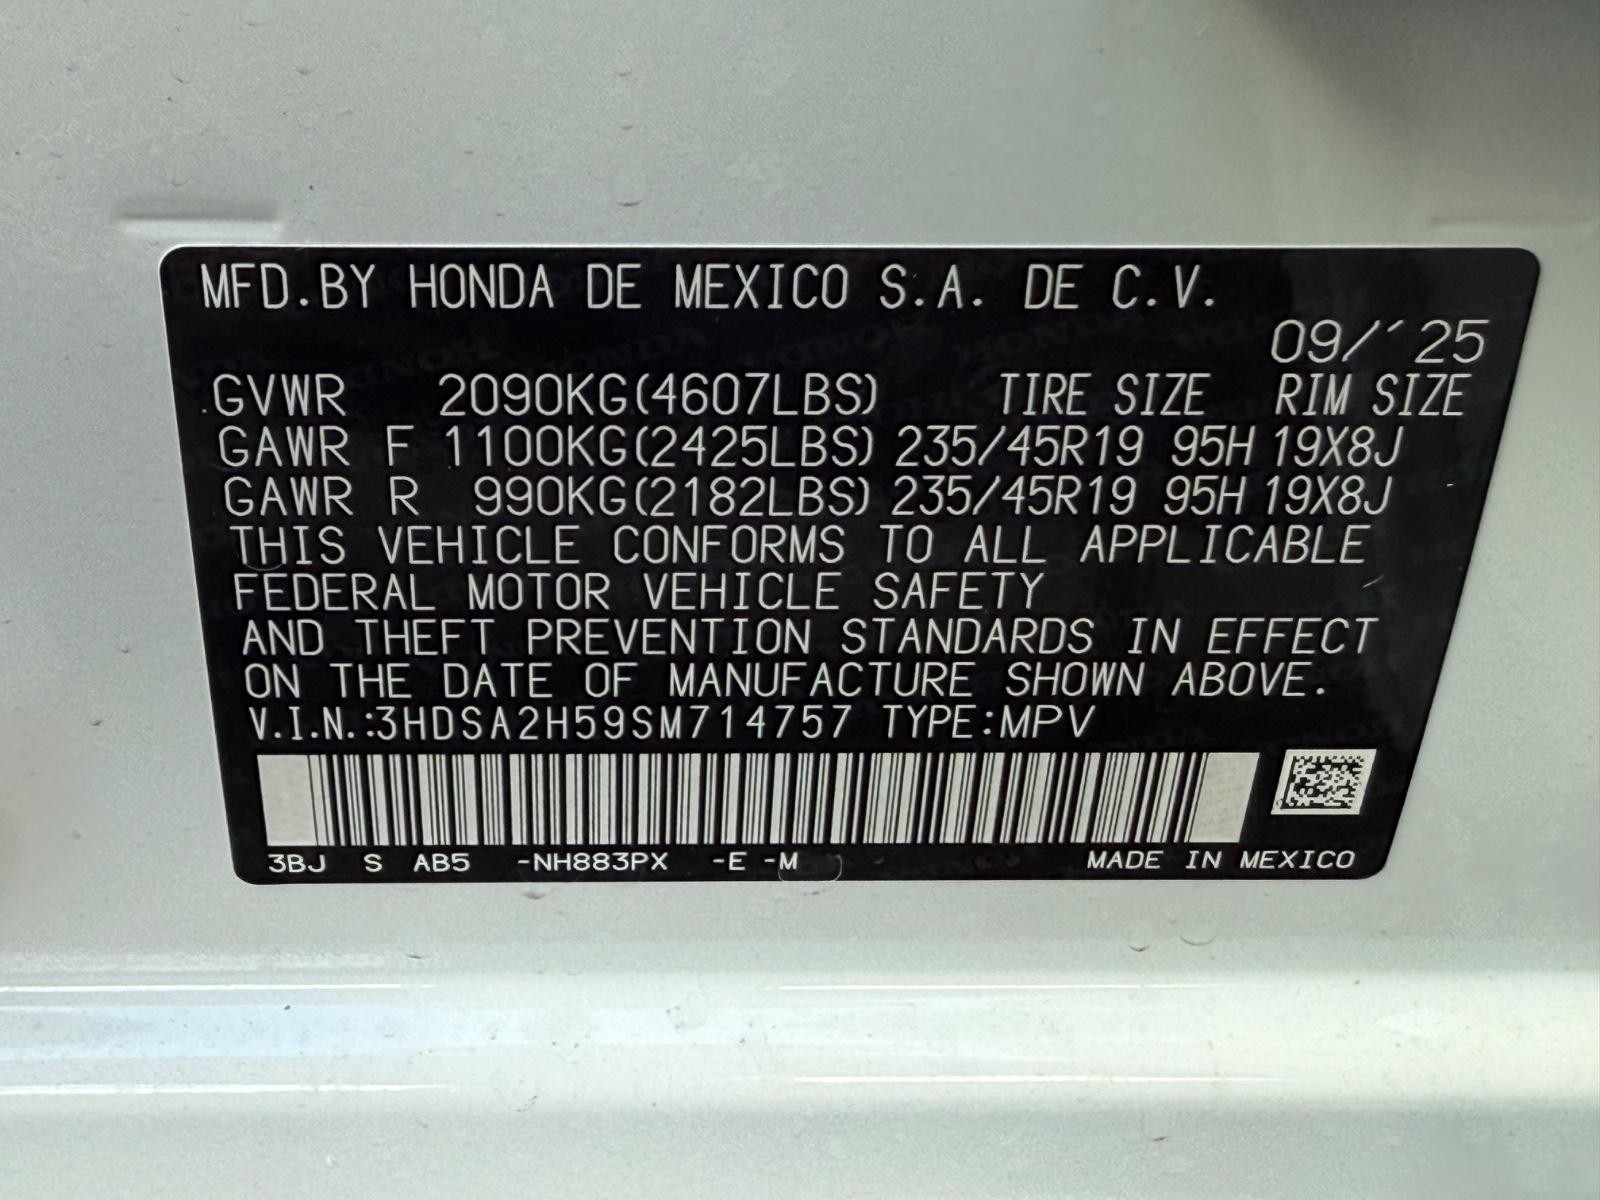 MFD.BY HONDA DE MEXICO S.A. DE C.V.
09/´25
GVWR 2090KG(4607LBS) TIRE SIZE RIM SIZE
GAWR F 1100KG(2425LBS) 235/45R19 95H 19X8J
GAWR R 990KG(2182LBS) 235/45R19 95H 19X8J
THIS VEHICLE CONFORMS TO ALL APPLICABLE
FEDERAL MOTOR VEHICLE SAFETY
AND THEFT PREVENTION STANDARDS IN EFFECT
ON THE DATE OF MANUFACTURE SHOWN ABOVE.
V.I.N.:3HDSA2H59SM714757 TYPE:MPV
3BJ S AB5 -NH883PX -E -M MADE IN MEXICO